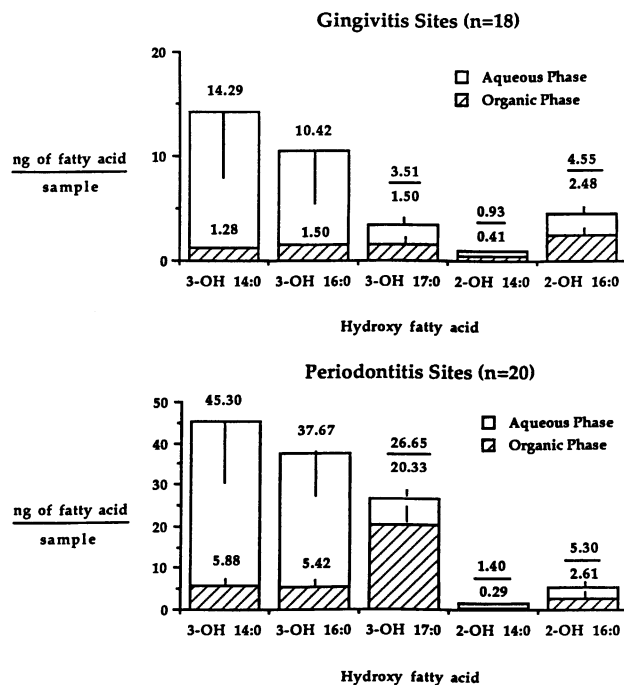 Gingivitis Sites (n=18)
20
10
0
ng of fatty acid
sample
Aqueous Phase
Organic Phase
14.29
1.28
10.42
1.50
3.51
1.50
0.93
0.41
4.55
2.48
3-OH 14:0 3-OH 16:0 3-OH 17:0 2-OH 14:0 2-OH 16:0
Hydroxy fatty acid
Periodontitis Sites (n=20)
50
40
30
20
10
0
ng of fatty acid
sample
Aqueous Phase
Organic Phase
45.30
5.88
37.67
5.42
26.65
20.33
1.40
0.29
5.30
2.61
3-OH 14:0 3-OH 16:0 3-OH 17:0 2-OH 14:0 2-OH 16:0
Hydroxy fatty acid